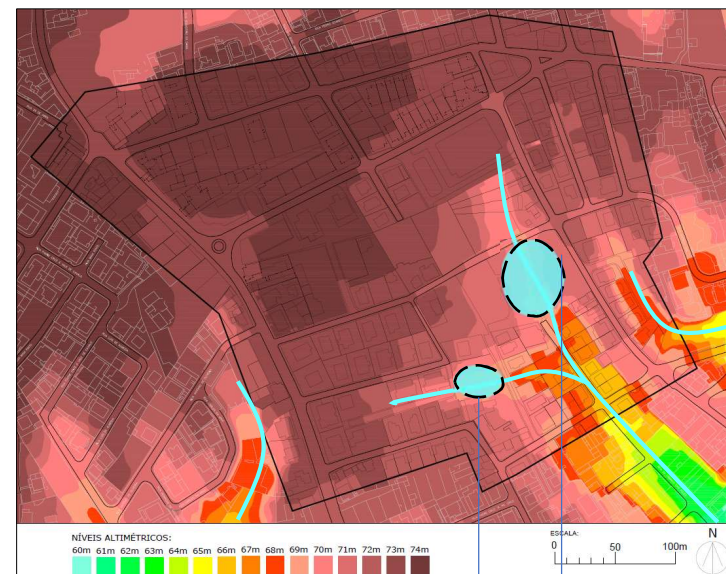 NÍVEIS ALTIMÉTRICOS:
60m 61m 62m 63m 64m 65m 66m 67m 68m 69m 70m 71m 72m 73m 74m
ESCALA:
0 50 100m
N